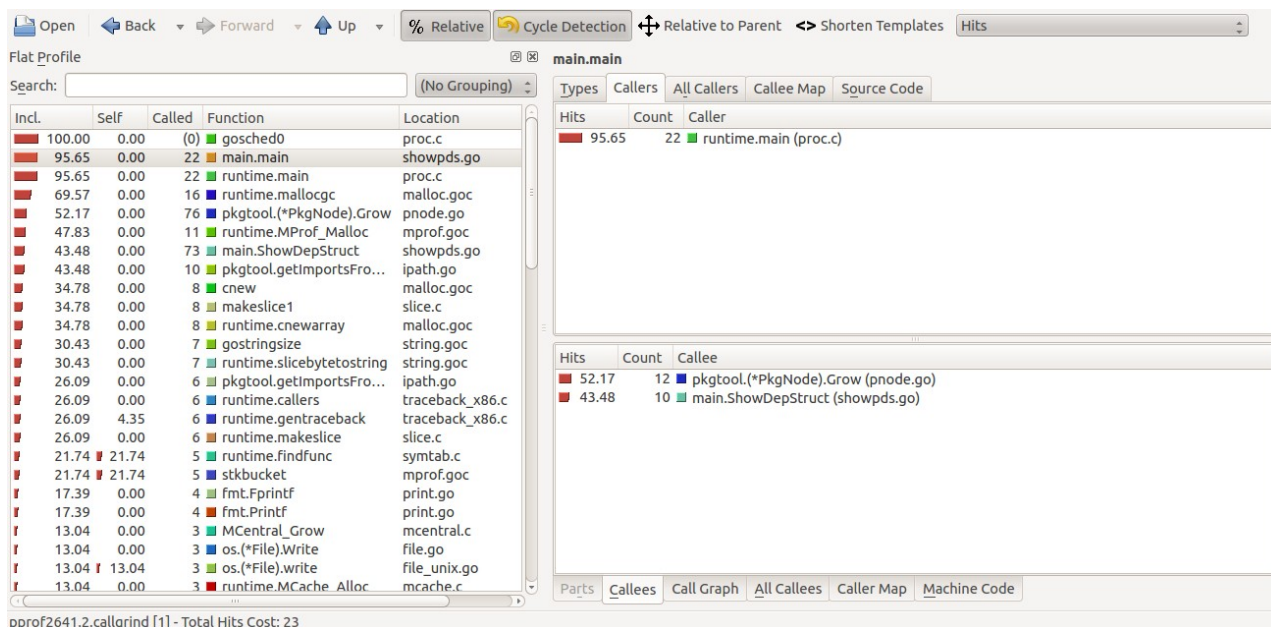 Open Back Forward Up % Relative Cycle Detection Relative to Parent <> Shorten Templates Hits
Flat Profile
Search: (No Grouping)
Incl. Self Called Function Location
100.00 0.00 (0) gosched0 proc.c
95.65 0.00 22 main.main showpds.go
95.65 0.00 22 runtime.main proc.c
69.57 0.00 16 runtime.mallocgc malloc.goc
52.17 0.00 76 pkgtool.(*PkgNode).Grow pnode.go
47.83 0.00 11 runtime.MProf_Malloc mprof.goc
43.48 0.00 73 main.ShowDepStruct showpds.go
43.48 0.00 10 pkgtool.getImportsFro... ipath.go
34.78 0.00 8 cnew malloc.goc
34.78 0.00 8 makeslice1 slice.c
34.78 0.00 8 runtime.cnewarray malloc.goc
30.43 0.00 7 gostringsize string.goc
30.43 0.00 7 runtime.slicebytetostring string.goc
26.09 0.00 6 pkgtool.getImportsFro... ipath.go
26.09 0.00 6 runtime.callers traceback_x86.c
26.09 4.35 6 runtime.gentraceback traceback_x86.c
26.09 0.00 6 runtime.makeslice slice.c
21.74 21.74 5 runtime.findfunc symtab.c
21.74 21.74 5 stkbucket mprof.goc
17.39 0.00 4 fmt.Fprintf print.go
17.39 0.00 4 fmt.Printf print.go
13.04 0.00 3 MCentral_Grow mcentral.c
13.04 0.00 3 os.(*File).Write file.go
13.04 13.04 3 os.(*File).write file_unix.go
13.04 0.00 3 runtime.MCache_Alloc mcache.c
main.main
Types Callers All Callers Callee Map Source Code
Hits Count Caller
95.65 22 runtime.main (proc.c)
Hits Count Callee
52.17 12 pkgtool.(*PkgNode).Grow (pnode.go)
43.48 10 main.ShowDepStruct (showpds.go)
Parts Callees Call Graph All Callees Caller Map Machine Code
pprof2641.2.callgrind [1] - Total Hits Cost: 23